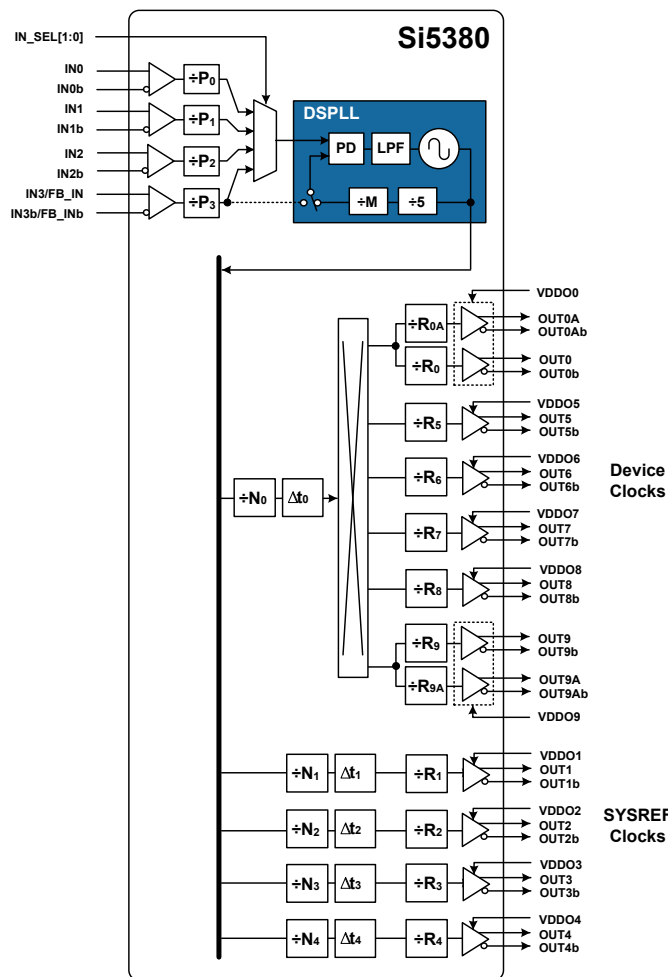 Si5380
IN_SEL[1:0]
IN0
IN0b
÷P0
IN1
IN1b
÷P1
IN2
IN2b
÷P2
IN3/FB_IN
IN3b/FB_INb
÷P3
DSPLL
PD
LPF
÷M
÷5
VDDO0
÷R0A
OUT0A
OUT0Ab
÷R0
OUT0
OUT0b
VDDO5
÷R5
OUT5
OUT5b
VDDO6
÷R6
OUT6
OUT6b
Device
Clocks
÷N0
Δt0
VDDO7
÷R7
OUT7
OUT7b
VDDO8
÷R8
OUT8
OUT8b
÷R9
OUT9
OUT9b
÷R9A
OUT9A
OUT9Ab
VDDO9
÷N1
Δt1
÷R1
VDDO1
OUT1
OUT1b
÷N2
Δt2
÷R2
VDDO2
OUT2
OUT2b
SYSREF
Clocks
÷N3
Δt3
÷R3
VDDO3
OUT3
OUT3b
÷N4
Δt4
÷R4
VDDO4
OUT4
OUT4b